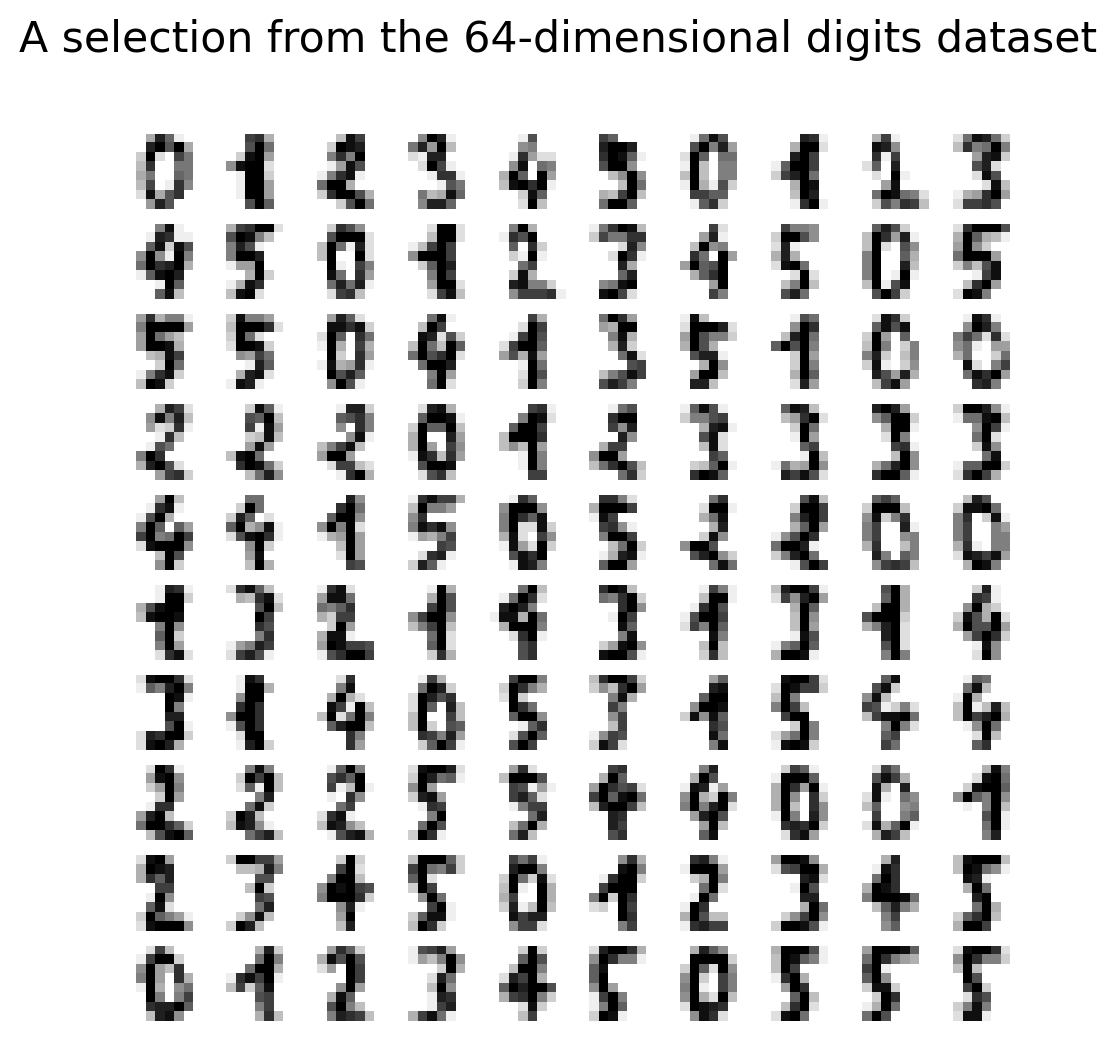 A selection from the 64-dimensional digits dataset
0 1 2 3 4 5 0 1 2 3
4 5 0 1 2 3 4 5 0 5
5 5 0 4 1 3 5 1 0 0
2 2 2 0 1 2 3 3 3 3
4 4 1 5 0 5 2 2 0 0
1 3 2 1 4 3 1 3 1 4
3 1 4 0 5 3 1 5 4 4
2 2 2 5 5 4 4 0 0 1
2 3 4 5 0 1 2 3 4 5
0 1 2 3 4 5 0 5 5 5